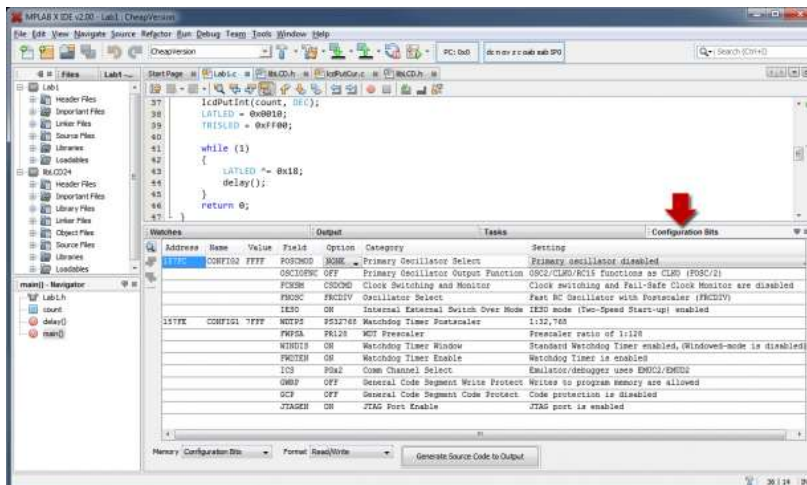 MPLAB X IDE v2.00 - Lab1 : CheapVersion
File Edit View Navigate Source Refactor Run Debug Team Tools Window Help
CheapVersion PC: 0x0 dc n ov z c oab sab IP0 Search (Ctrl+I)
Files Lab1 -... Start Page Lab1.c lblLCD.h lcdPutCur.c lblLCD.h
Lab1
Header Files
Important Files
Linker Files
Source Files
Libraries
Loadables
Header Files
Important Files
Library Files
Linker Files
Object Files
Source Files
Libraries
Loadables
37 lcdPutInt(count, DEC);
38 LATLED = 0x0010;
39 TRISLED = 0xFF00;
40
41 while (1)
42 {
43 LATLED ^= 0x18;
44 delay();
45 }
46 return 0;
47 }
main() - Navigator
Lab1.h
count
delay()
main()
Watches Output Tasks Configuration Bits
Address Name Value Field Option Category Setting
157FC CONFIG2 FFFF POSCMOD NONE Primary Oscillator Select Primary oscillator disabled
OSCIOFNC OFF Primary Oscillator Output Function OSC2/CLKO/RC15 functions as CLKO (FOSC/2)
FCKSM CSDCMD Clock Switching and Monitor Clock switching and Fail-Safe Clock Monitor are disabled
FNOSC FRCDIV Oscillator Select Fast RC Oscillator with Postscaler (FRCDIV)
IESO ON Internal External Switch Over Mode IESO mode (Two-Speed Start-up) enabled
157FE CONFIG1 7FFF WDTPS PS32768 Watchdog Timer Postscaler 1:32,768
FWPSA PR128 WDT Prescaler Prescaler ratio of 1:128
WINDIS ON Watchdog Timer Window Standard Watchdog Timer enabled,(Windowed-mode is disabled)
FWDTEN ON Watchdog Timer Enable Watchdog Timer is enabled
ICS PGx2 Comm Channel Select Emulator/debugger uses EMUC2/EMUD2
GWRP OFF General Code Segment Write Protect Writes to program memory are allowed
GCP OFF General Code Segment Code Protect Code protection is disabled
JTAGEN ON JTAG Port Enable JTAG port is enabled
Memory Configuration Bits Format Read/Write Generate Source Code to Output
36 | 14